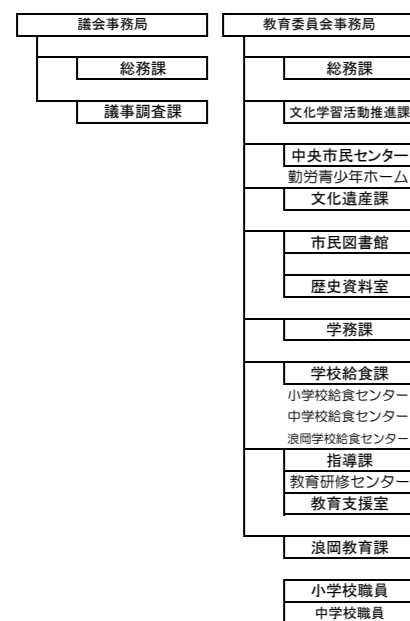 議会事務局
総務課
議事調査課
教育委員会事務局
総務課
文化学習活動推進課
中央市民センター
勤労青少年ホーム
文化遺産課
市民図書館
歴史資料室
学務課
学校給食課
小学校給食センター
中学校給食センター
浪岡学校給食センター
指導課
教育研修センター
教育支援室
浪岡教育課
小学校職員
中学校職員